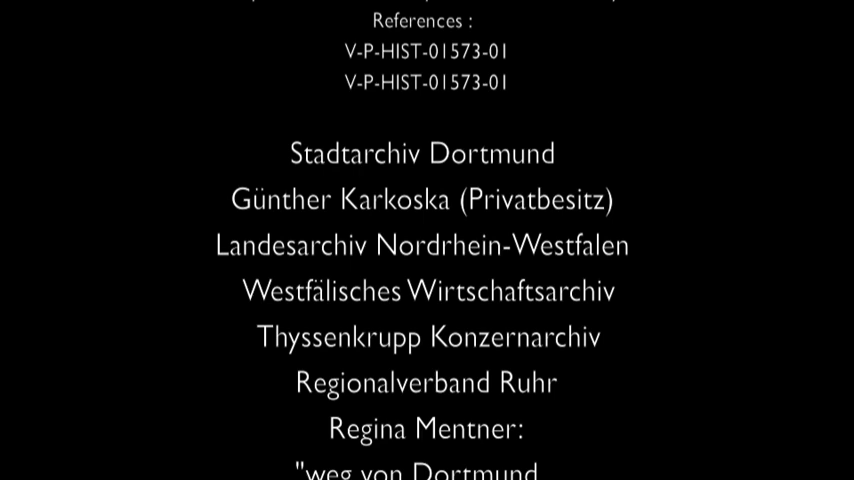 References :
V-P-HIST-01573-01
V-P-HIST-01573-01
Stadtarchiv Dortmund
Günther Karkoska (Privatbesitz)
Landesarchiv Nordrhein-Westfalen
Westfälisches Wirtschaftsarchiv
Thyssenkrupp Konzernarchiv
Regionalverband Ruhr
Regina Mentner:
"weg von Dortmund